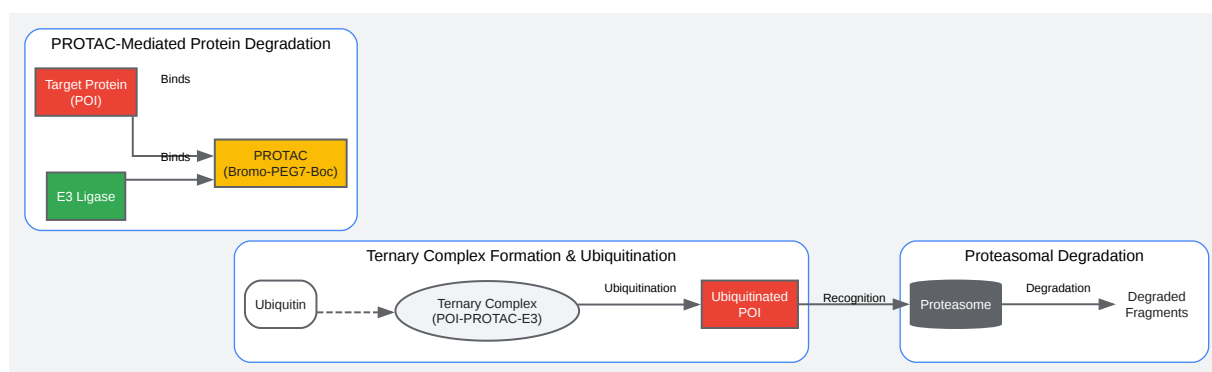 PROTAC-Mediated Protein Degradation
Target Protein
(POI)
Binds
Binds
PROTAC
(Bromo-PEG7-Boc)
E3 Ligase
Ternary Complex Formation & Ubiquitination
Ubiquitin
Ternary Complex
(POI-PROTAC-E3)
Ubiquitination
Ubiquitinated
POI
Recognition
Proteasomal Degradation
Proteasome
Degradation
Degraded
Fragments